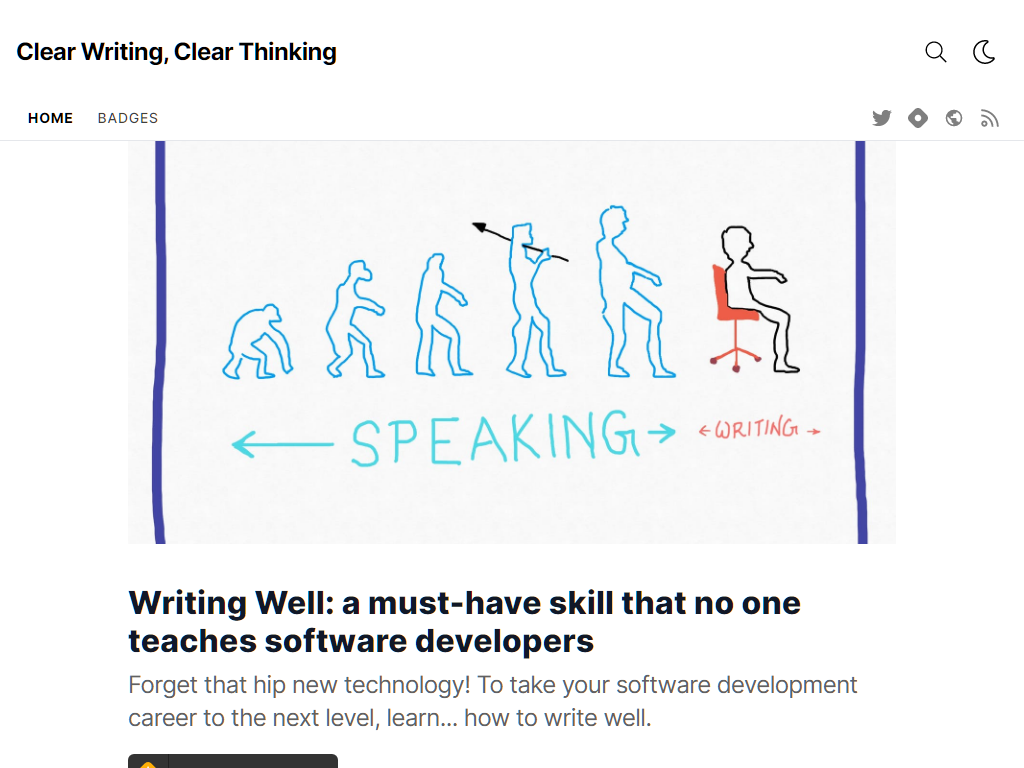 Clear Writing, Clear Thinking
HOME BADGES
SPEAKING
WRITING
Writing Well: a must-have skill that no one
teaches software developers
Forget that hip new technology! To take your software development
career to the next level, learn... how to write well.